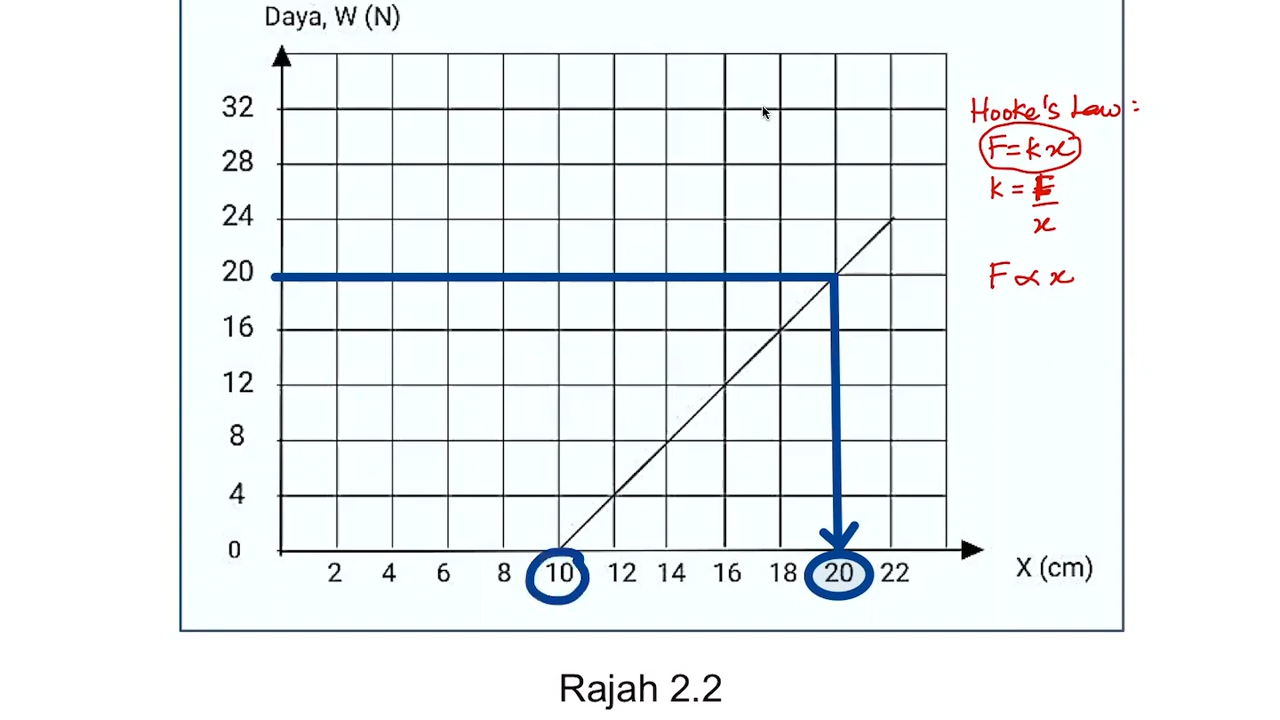 Daya, W (N)
32
28
24
20
16
12
8
4
0
2 4 6 8 10 12 14 16 18 20 22
X (cm)
Hooke's Law :
F = kx
k = F
x
F ∝ x
Rajah 2.2